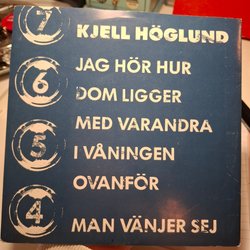 7 KJELL HÖGLUND
JAG HÖR HUR
6 DOM LIGGER
MED VARANDRA
5 I VÅNINGEN
OVANFÖR
4 MAN VÄNJER SEJ